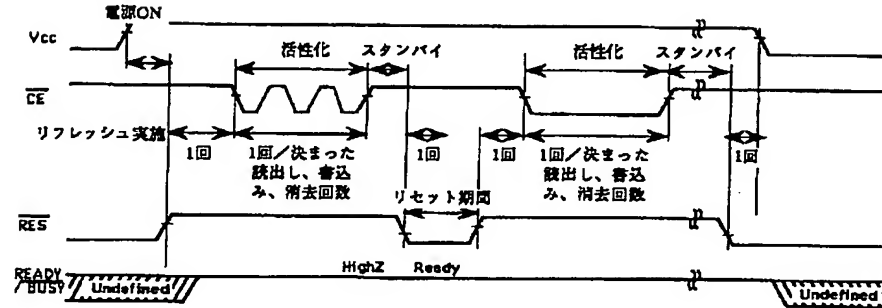 電源ON
Vcc
活性化
スタンバイ
活性化
スタンバイ
CE
リフレッシュ実施
1回
1回／決まった
読出し、書込
み、消去回数
1回
1回
1回／決まった
読出し、書込
み、消去回数
1回
リセット期間
RES
HighZ
Ready
READY
/BUSY
Undefined
Undefined